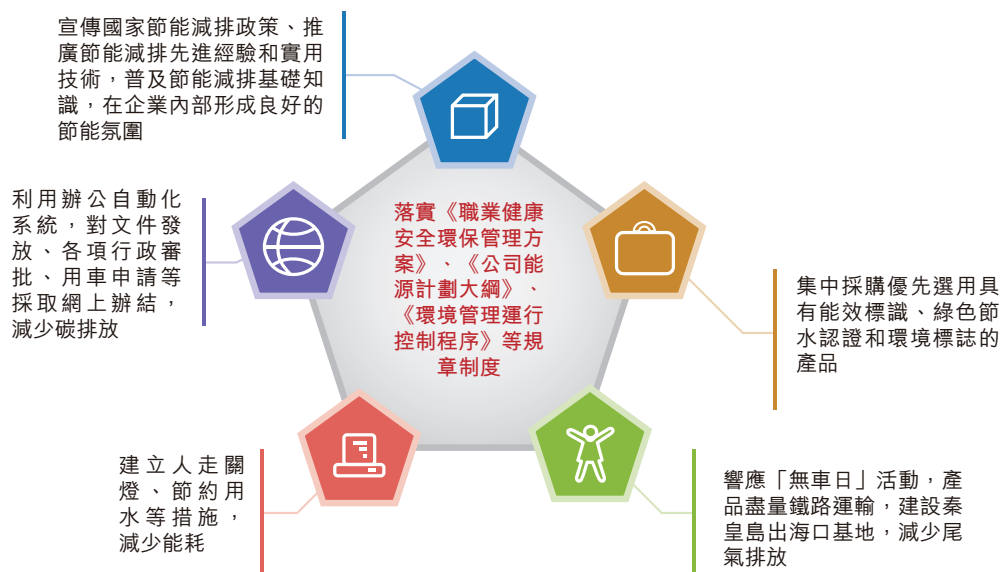 宣傳國家節能減排政策、推
廣節能減排先進經驗和實用
技術，普及節能減排基礎知
識，在企業內部形成良好的
節能氛圍
利用辦公自動化
系統，對文件發
放、各項行政審
批、用車申請等
採取網上辦結，
減少碳排放
落實《職業健康
安全環保管理方
案》、《公司能
源計劃大綱》、
《環境管理運行
控制程序》等規
章制度
集中採購優先選用具
有能效標識、綠色節
水認證和環境標誌的
產品
建立人走關
燈、節約用
水等措施，
減少能耗
響應「無車日」活動，產
品盡量鐵路運輸，建設秦
皇島出海口基地，減少尾
氣排放